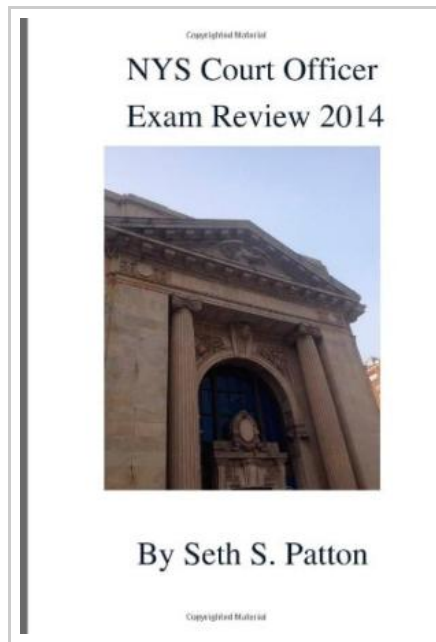 Copyrighted Material
NYS Court Officer
Exam Review 2014
By Seth S. Patton
Copyrighted Material